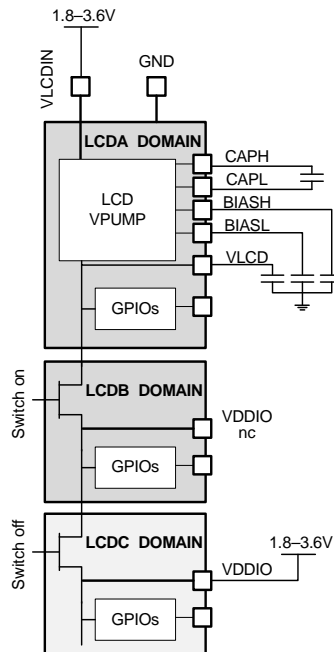 1.8–3.6V
VLCDIN
GND
LCDA DOMAIN
CAPH
CAPL
LCD
VPUMP
BIASH
BIASL
VLCD
GPIOs
Switch on
LCDB DOMAIN
VDDIO
nc
GPIOs
Switch off
LCDC DOMAIN
1.8–3.6V
VDDIO
GPIOs